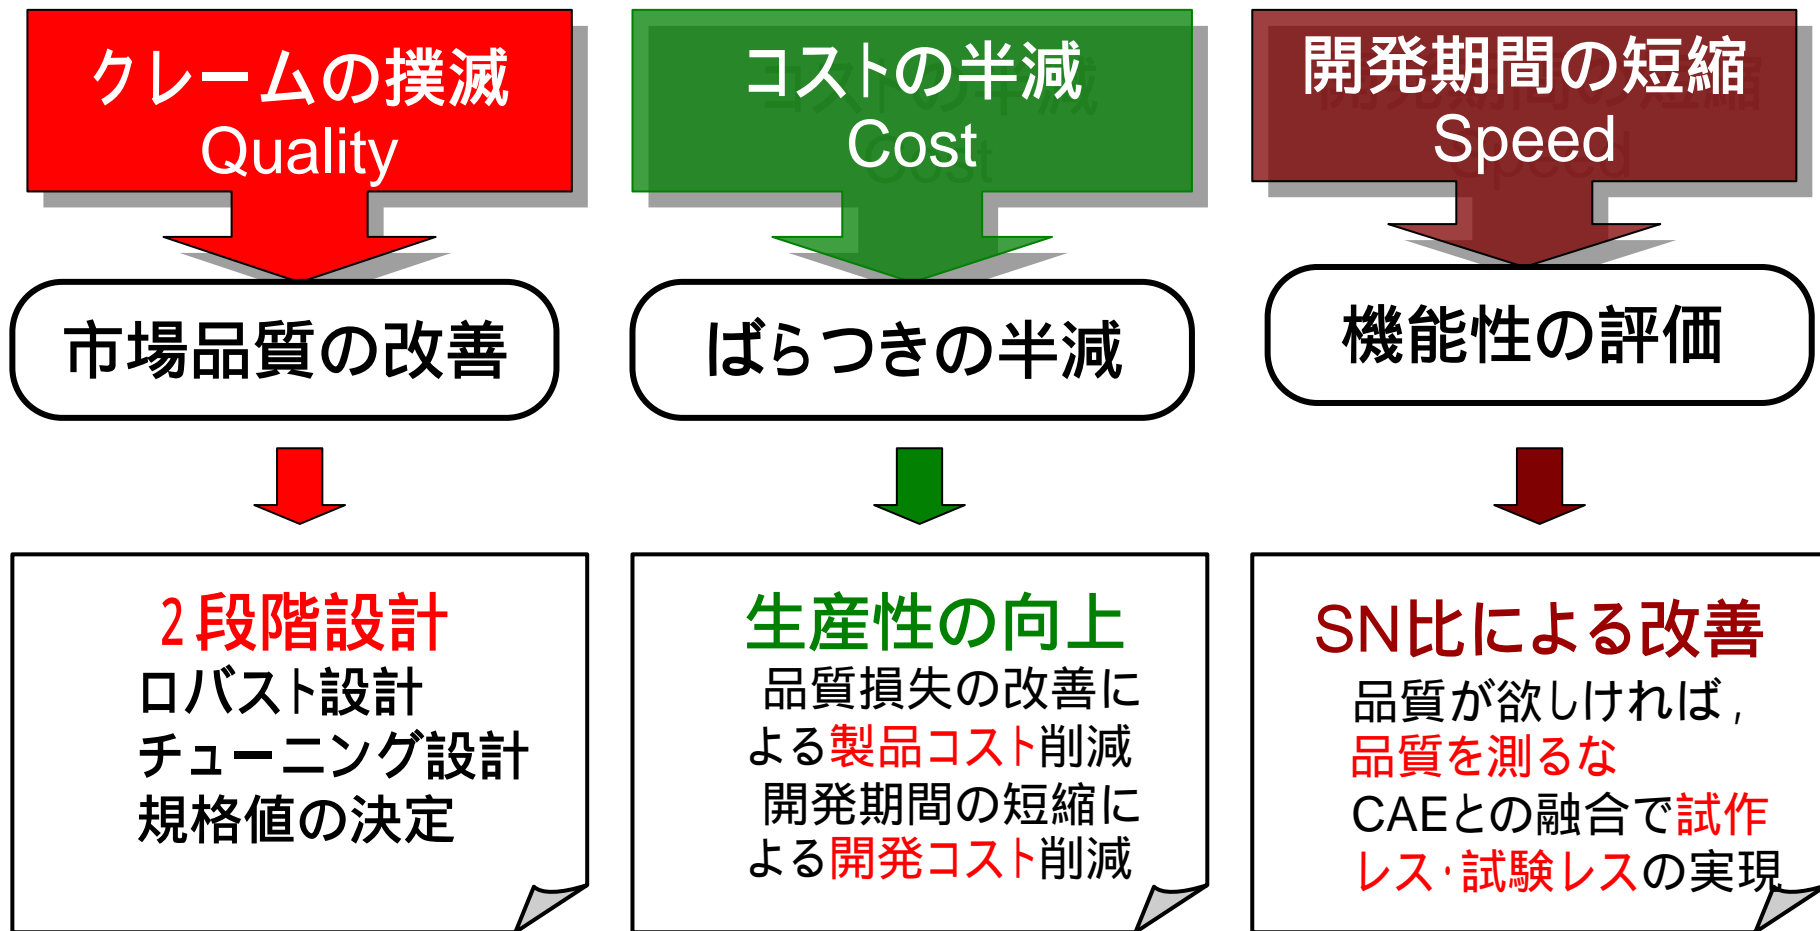 クレームの撲滅
Quality
市場品質の改善
2段階設計
ロバスト設計
チューニング設計
規格値の決定
コストの半減
Cost
ばらつきの半減
生産性の向上
品質損失の改善に
よる製品コスト削減
開発期間の短縮に
よる開発コスト削減
開発期間の短縮
Speed
機能性の評価
SN比による改善
品質が欲しければ,
品質を測るな
CAEとの融合で試作
レス・試験レスの実現